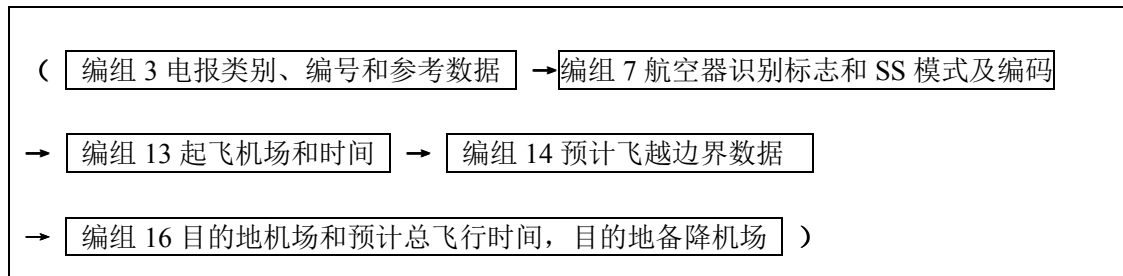 （ 编组 3 电报类别、编号和参考数据 →编组 7 航空器识别标志和 SS 模式及编码
→ 编组 13 起飞机场和时间 → 编组 14 预计飞越边界数据
→ 编组 16 目的地机场和预计总飞行时间，目的地备降机场 ）